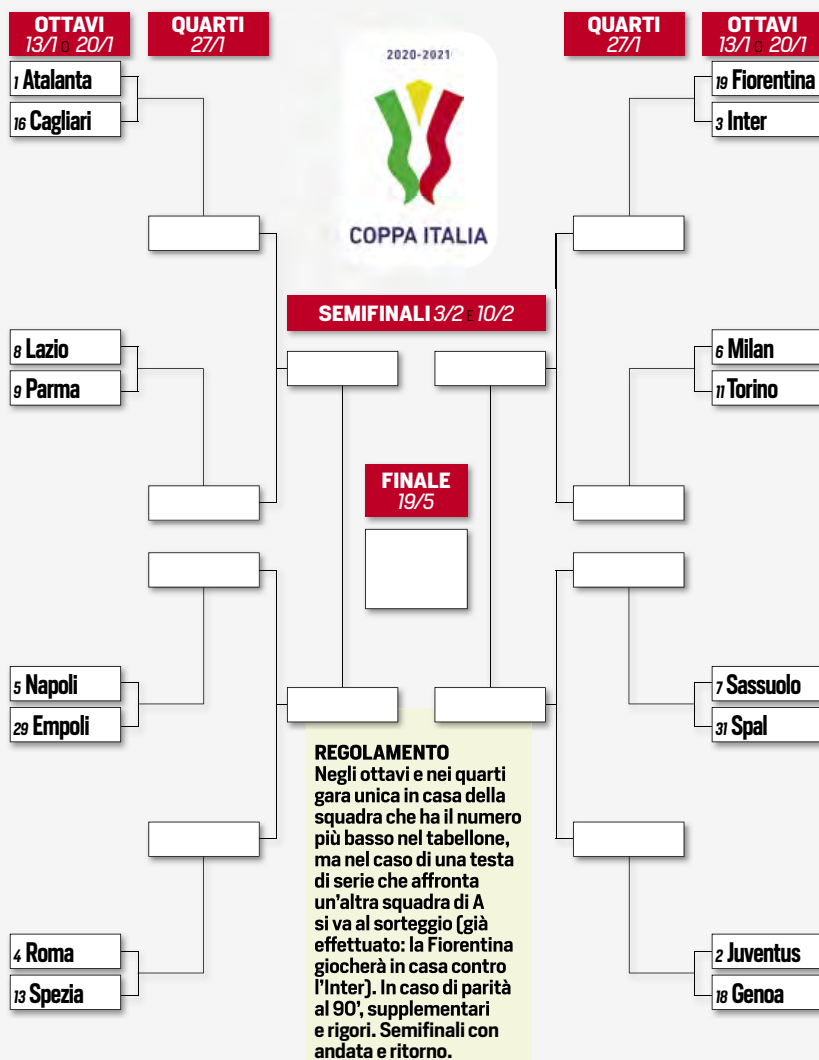 OTTAVI
13/1 o 20/1
QUARTI
27/1
1 Atalanta
16 Cagliari
8 Lazio
9 Parma
5 Napoli
29 Empoli
4 Roma
13 Spezia
2020-2021
COPPA ITALIA
SEMIFINALI 3/2 E 10/2
FINALE
19/5
QUARTI
27/1
OTTAVI
13/1 o 20/1
19 Fiorentina
3 Inter
6 Milan
11 Torino
7 Sassuolo
31 Spal
2 Juventus
18 Genoa
REGOLAMENTO
Negli ottavi e nei quarti
gara unica in casa della
squadra che ha il numero
più basso nel tabellone,
ma nel caso di una testa
di serie che affronta
un'altra squadra di A
si va al sorteggio (già
effettuato: la Fiorentina
giocherà in casa contro
l'Inter). In caso di parità
al 90', supplementari
e rigori. Semifinali con
andata e ritorno.